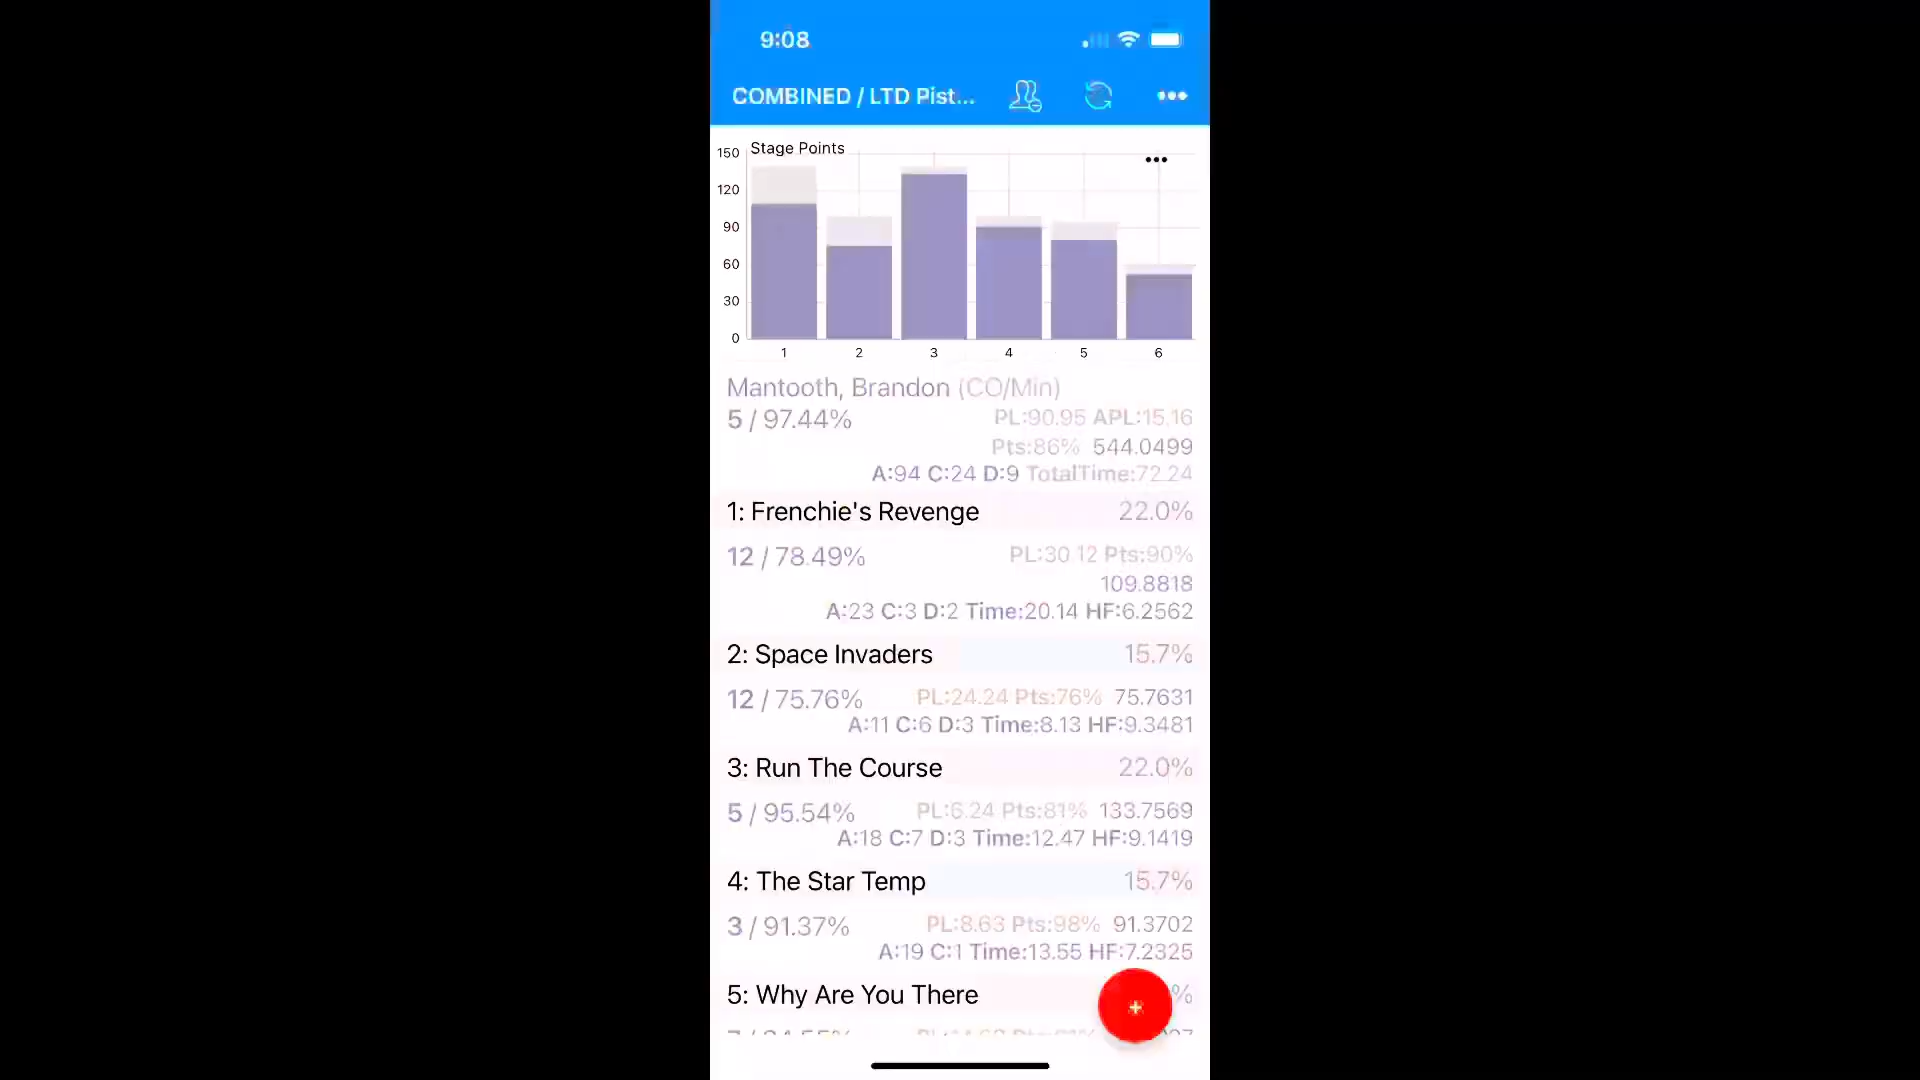 9:08
COMBINED / LTD Pist...
Stage Points
150
120
90
60
30
0
1 2 3 4 5 6
Mantooth, Brandon (CO/Min)
5 / 97.44% PL:90.95 APL:15.16
Pts:86% 544.0499
A:94 C:24 D:9 TotalTime:72.24
1: Frenchie's Revenge 22.0%
12 / 78.49% PL:30.12 Pts:90%
109.8818
A:23 C:3 D:2 Time:20.14 HF:6.2562
2: Space Invaders 15.7%
12 / 75.76% PL:24.24 Pts:76% 75.7631
A:11 C:6 D:3 Time:8.13 HF:9.3481
3: Run The Course 22.0%
5 / 95.54% PL:6.24 Pts:81% 133.7569
A:18 C:7 D:3 Time:12.47 HF:9.1419
4: The Star Temp 15.7%
3 / 91.37% PL:8.63 Pts:98% 91.3702
A:19 C:1 Time:13.55 HF:7.2325
5: Why Are You There %